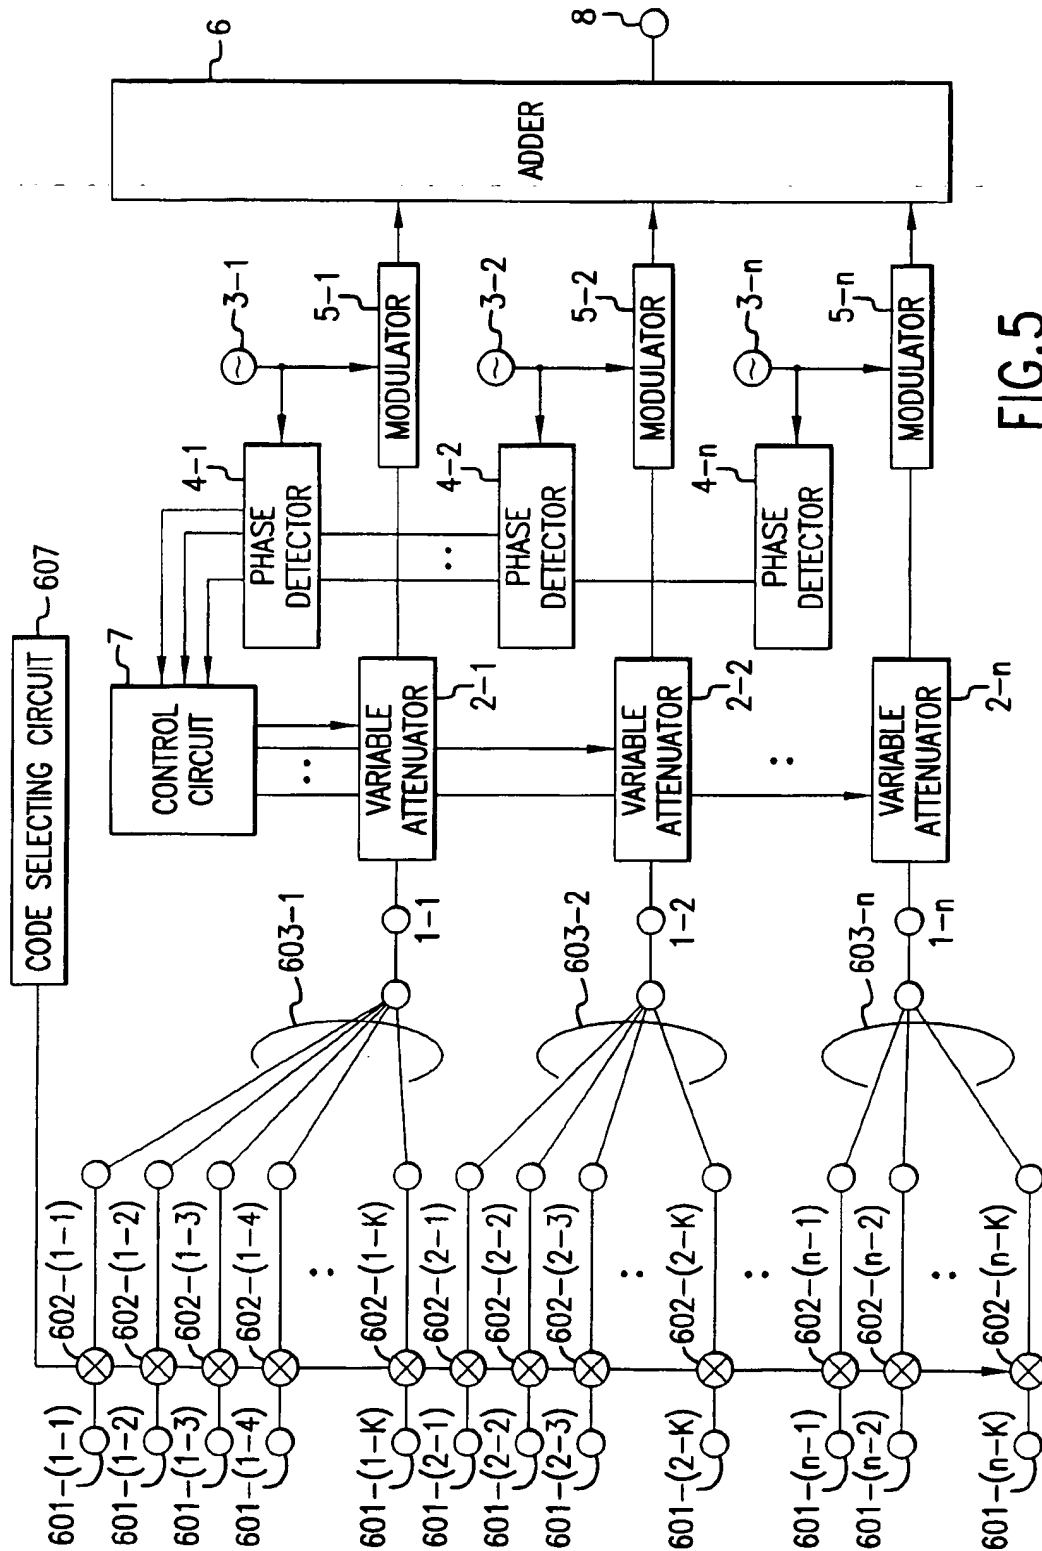 CODE SELECTING CIRCUIT
607
CONTROL
CIRCUIT
7
6
8
ADDER
PHASE
DETECTOR
4-1
3-1
MODULATOR
5-1
PHASE
DETECTOR
4-2
3-2
MODULATOR
5-2
PHASE
DETECTOR
4-n
3-n
MODULATOR
5-n
VARIABLE
ATTENUATOR
2-1
VARIABLE
ATTENUATOR
2-2
VARIABLE
ATTENUATOR
2-n
603-1
1-1
603-2
1-2
603-n
1-n
601-(1-1)
602-(1-1)
601-(1-2)
602-(1-2)
601-(1-3)
602-(1-3)
601-(1-4)
602-(1-4)
601-(1-K)
602-(1-K)
601-(2-1)
602-(2-1)
601-(2-2)
602-(2-2)
601-(2-3)
602-(2-3)
601-(2-K)
602-(2-K)
601-(n-1)
602-(n-1)
601-(n-2)
602-(n-2)
601-(n-K)
602-(n-K)
FIG.5